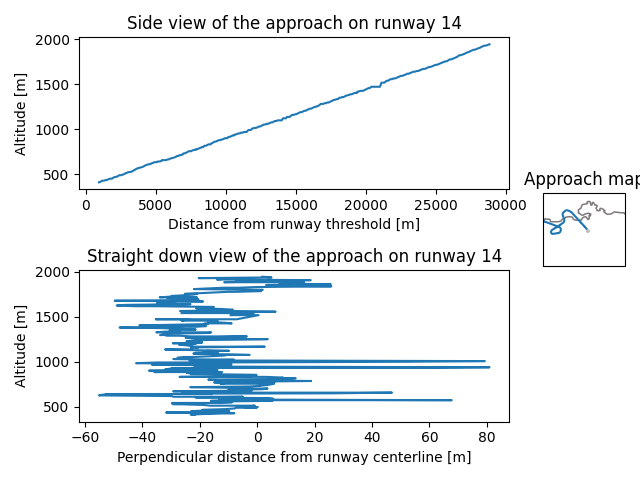 Side view of the approach on runway 14
2000
1500
1000
500
Altitude [m]
0 5000 10000 15000 20000 25000 30000
Distance from runway threshold [m]
Approach map
Straight down view of the approach on runway 14
2000
1500
1000
500
Altitude [m]
−60 −40 −20 0 20 40 60 80
Perpendicular distance from runway centerline [m]